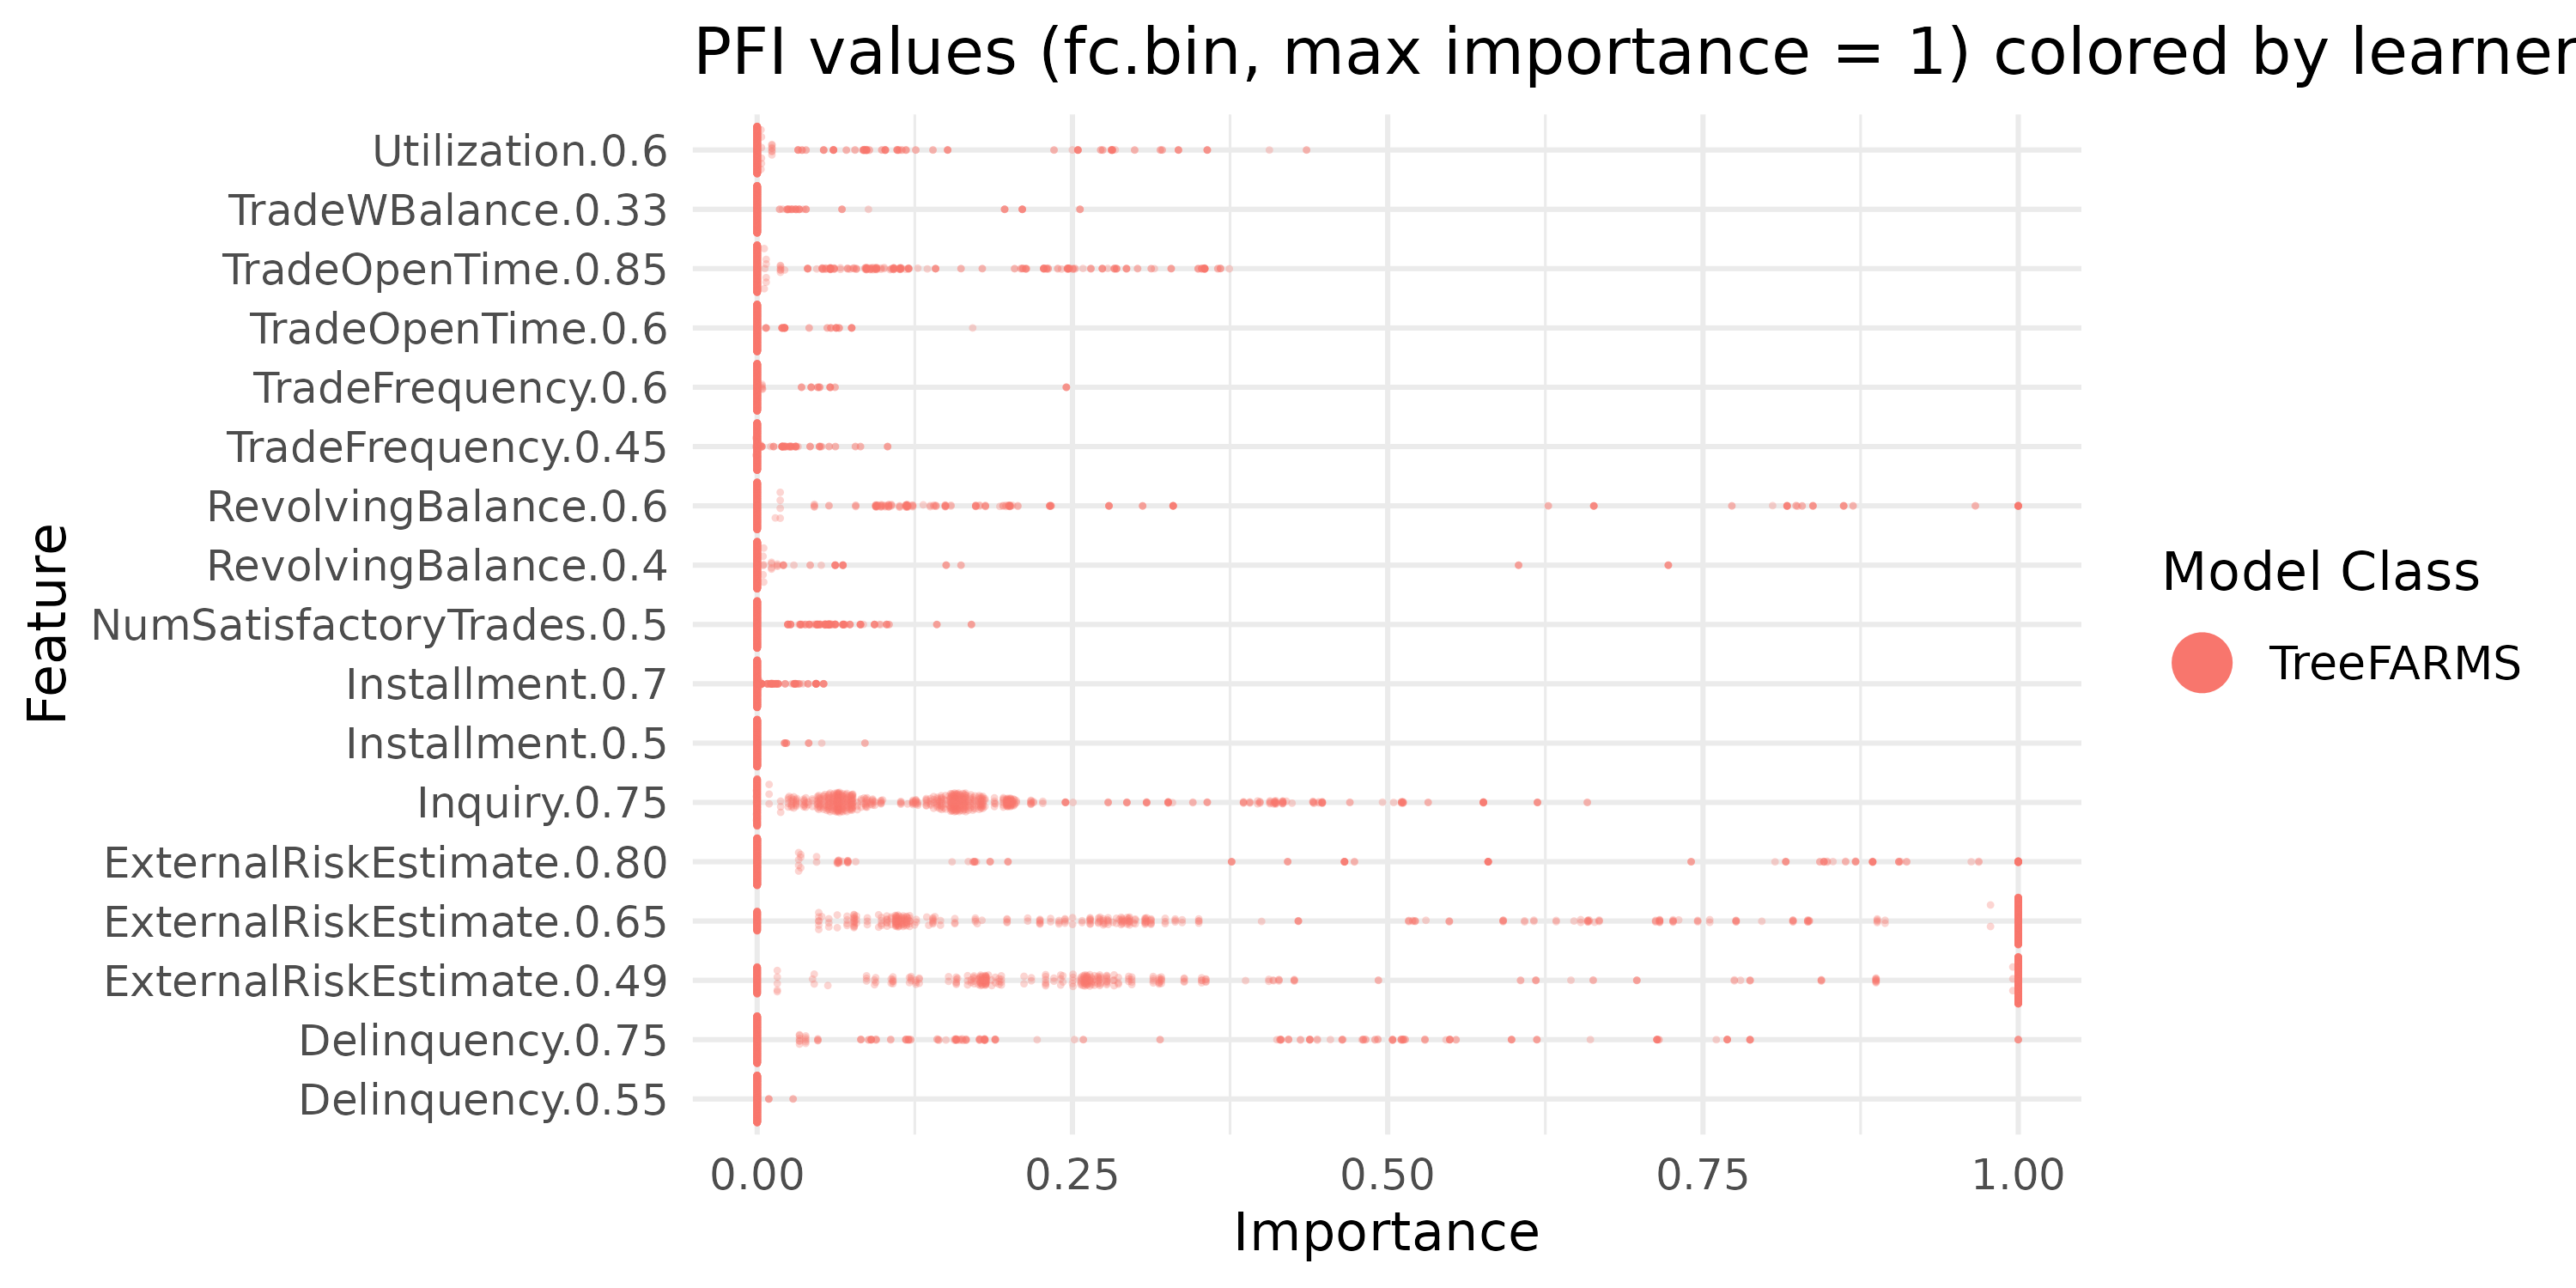 PFI values (fc.bin, max importance = 1) colored by learner
Feature
Utilization.0.6
TradeWBalance.0.33
TradeOpenTime.0.85
TradeOpenTime.0.6
TradeFrequency.0.6
TradeFrequency.0.45
RevolvingBalance.0.6
RevolvingBalance.0.4
NumSatisfactoryTrades.0.5
Installment.0.7
Installment.0.5
Inquiry.0.75
ExternalRiskEstimate.0.80
ExternalRiskEstimate.0.65
ExternalRiskEstimate.0.49
Delinquency.0.75
Delinquency.0.55
0.00 0.25 0.50 0.75 1.00
Importance
Model Class
TreeFARMS